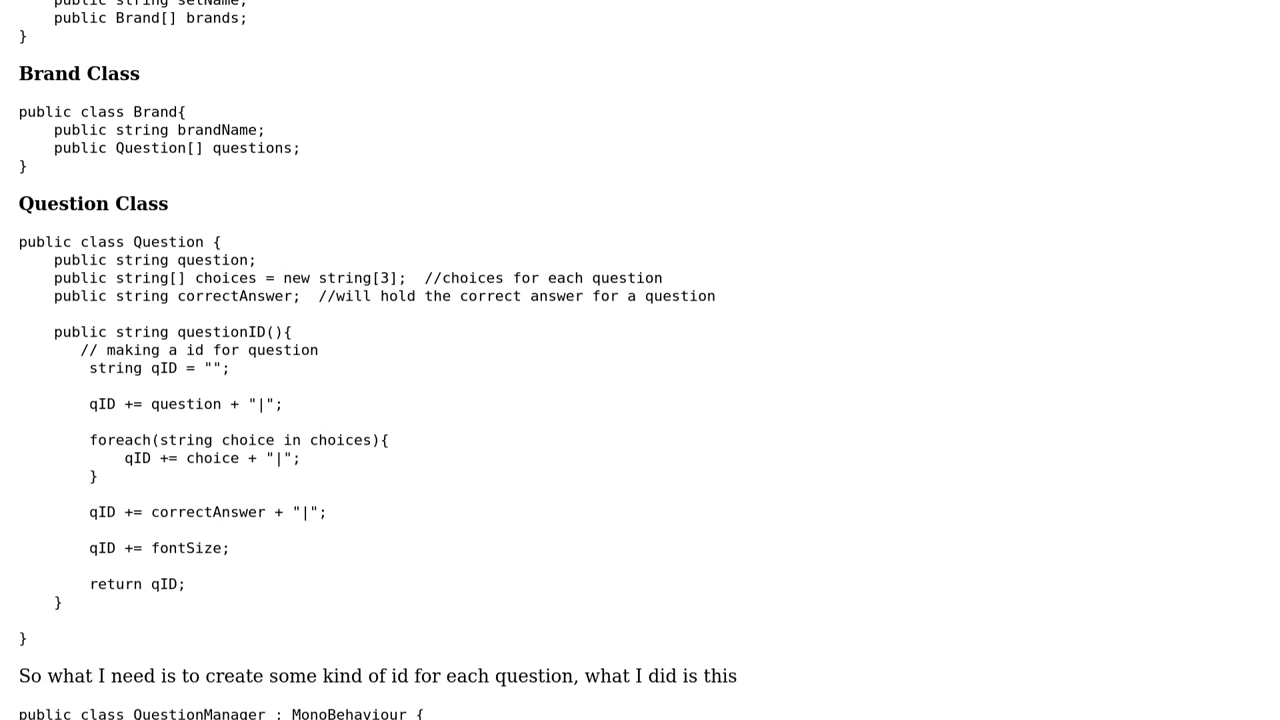 public string setName;
    public Brand[] brands;
}
Brand Class
public class Brand{
    public string brandName;
    public Question[] questions;
}
Question Class
public class Question {
    public string question;
    public string[] choices = new string[3];  //choices for each question
    public string correctAnswer;  //will hold the correct answer for a question
    public string questionID(){
       // making a id for question
        string qID = "";
        qID += question + "|";
        foreach(string choice in choices){
            qID += choice + "|";
        }
        qID += correctAnswer + "|";
        qID += fontSize;
        return qID;
    }
}
So what I need is to create some kind of id for each question, what I did is this
public class QuestionManager : MonoBehaviour {